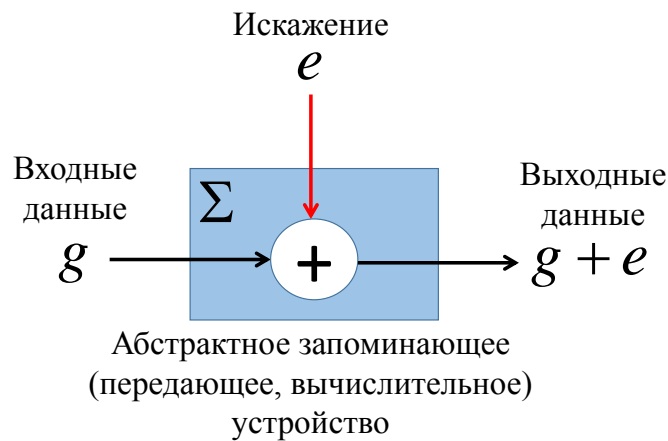 Искажение
e
Входные
данные
g
Σ
+
Выходные
данные
g + e
Абстрактное запоминающее
(передающее, вычислительное)
устройство